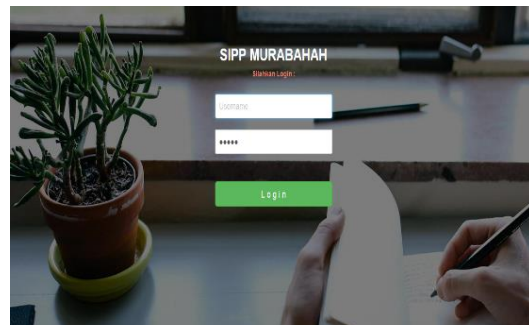 SIPP MURABAHAH
Silahkan Login :
Username
*****
Login